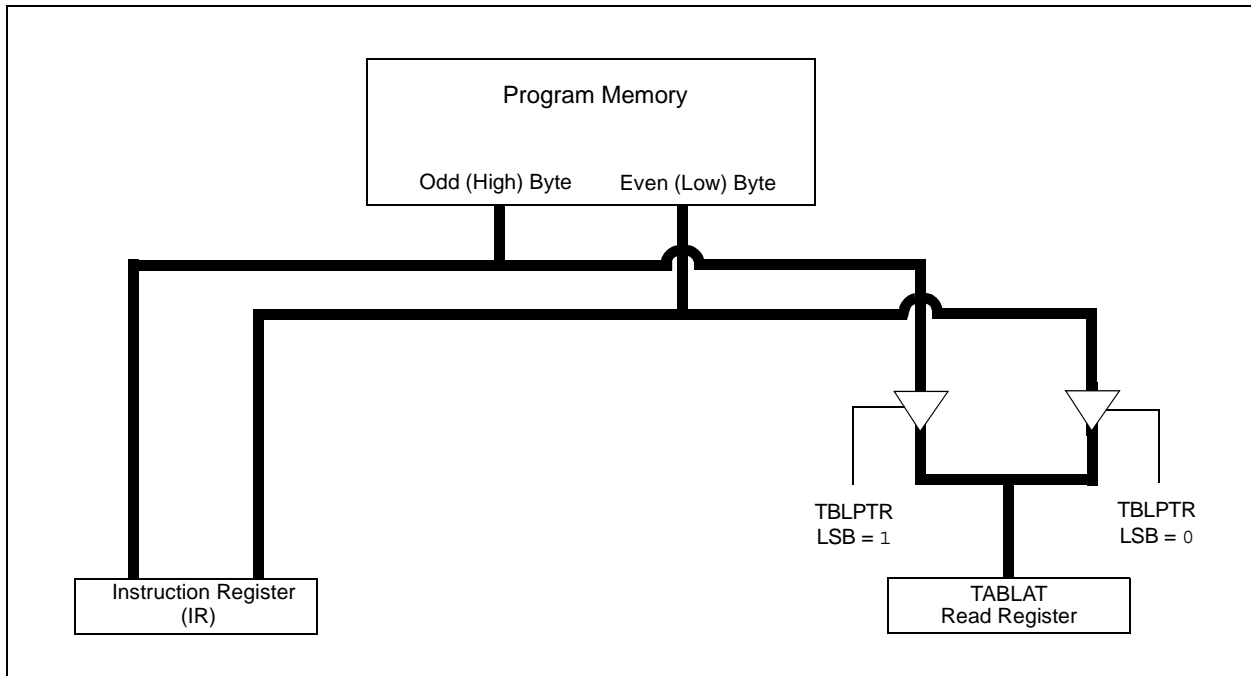 Program Memory
Odd (High) Byte
Even (Low) Byte
TBLPTR
LSB = 1
TBLPTR
LSB = 0
Instruction Register
(IR)
TABLAT
Read Register